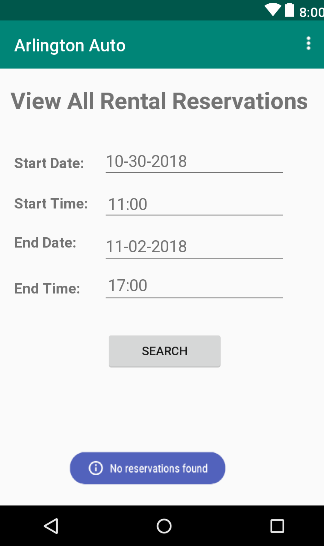 8:00
Arlington Auto
View All Rental Reservations
Start Date: 10-30-2018
Start Time: 11:00
End Date: 11-02-2018
End Time: 17:00
SEARCH
No reservations found